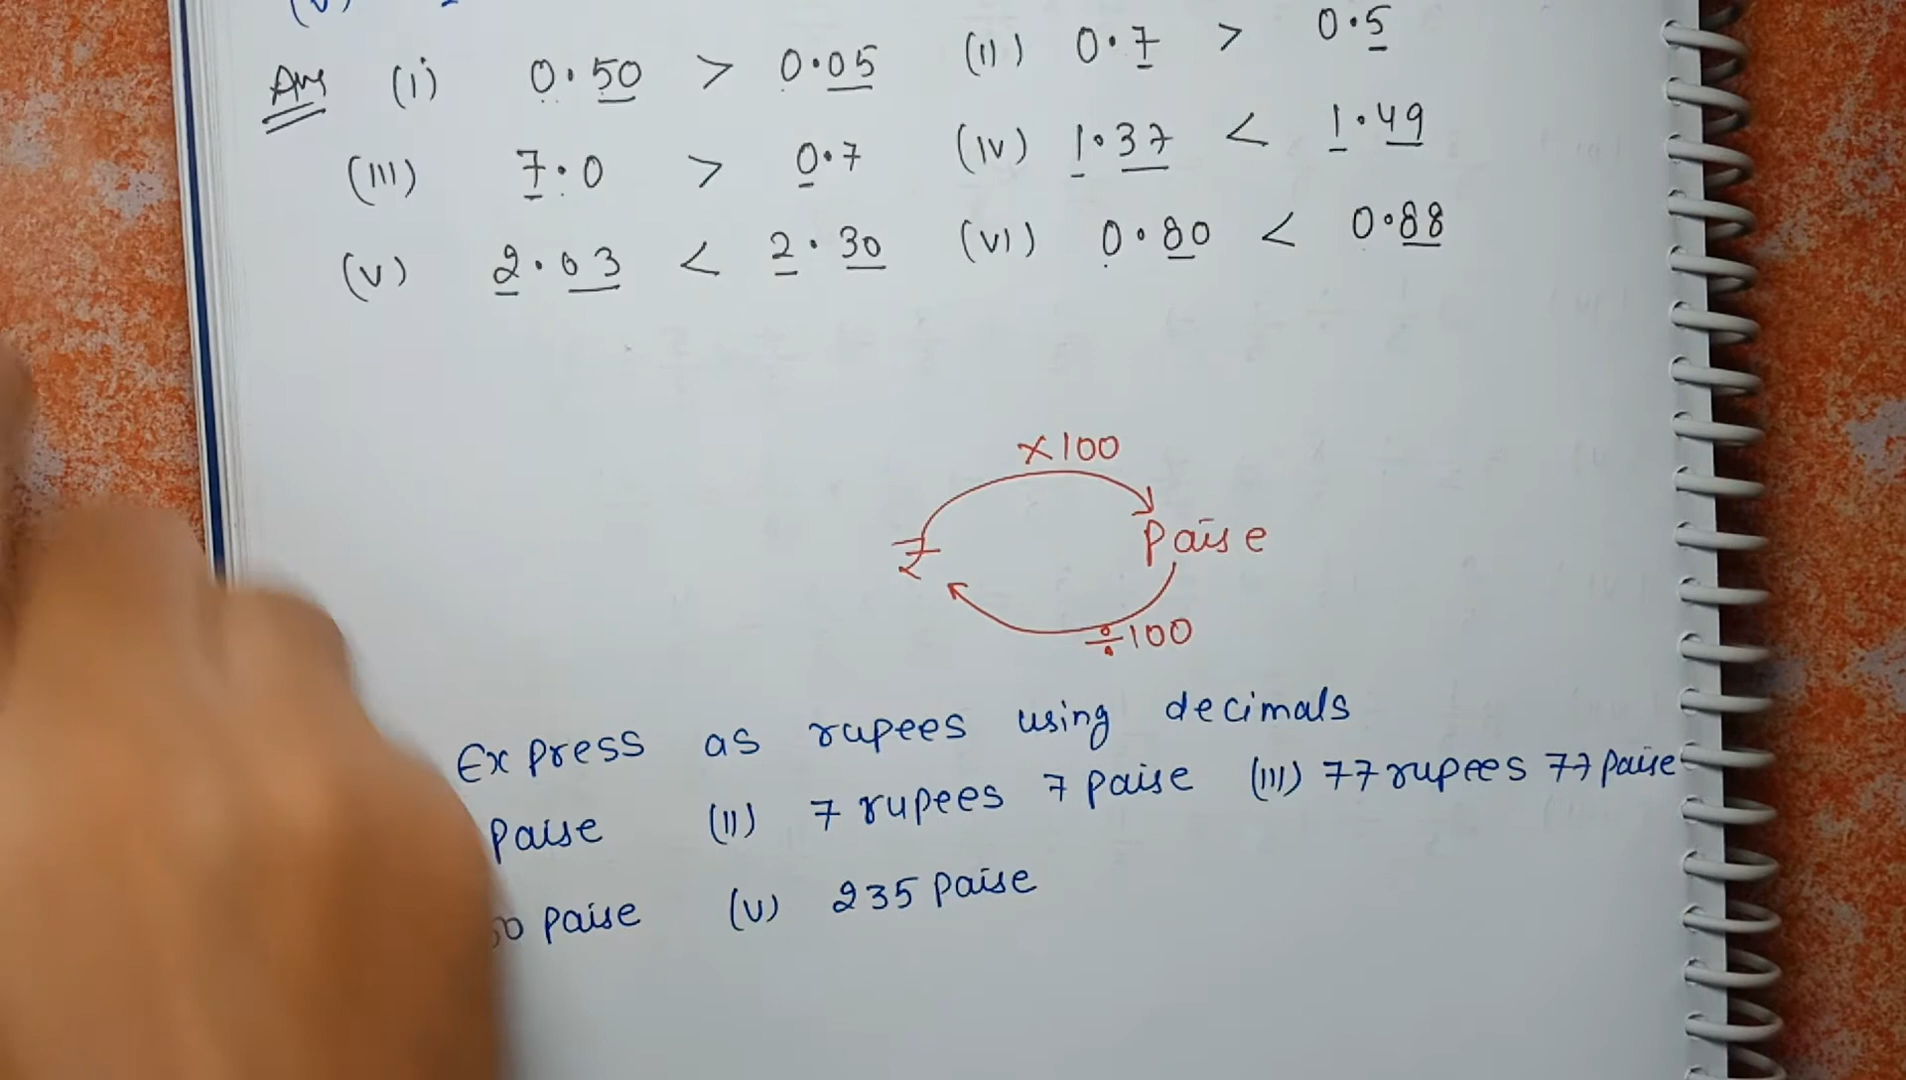 Ans (i) 0.50 > 0.05 (ii) 0.7 > 0.5
(iii) 7.0 > 0.7 (iv) 1.37 < 1.49
(v) 2.03 < 2.30 (vi) 0.80 < 0.88
×100
₹ Paise
÷100
Express as rupees using decimals
Paise (ii) 7 rupees 7 paise (iii) 77 rupees 77 paise
paise (v) 235 paise